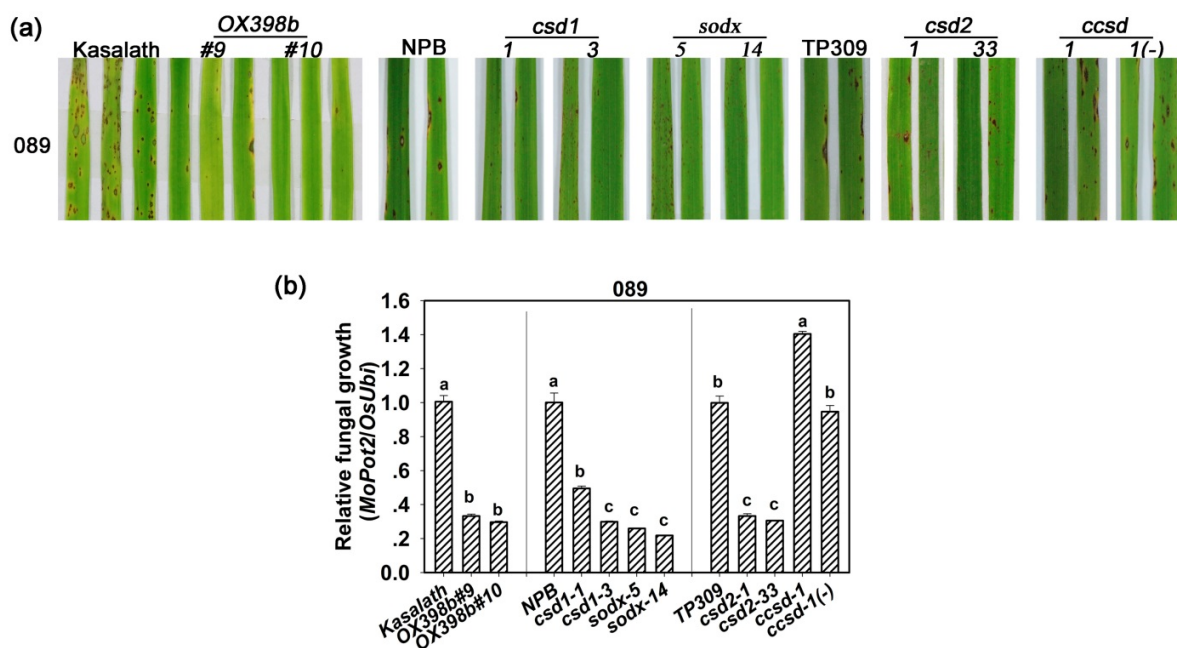 (a)
OX398b csd1 sodx csd2 ccsd
Kasalath #9 #10 NPB 1 3 5 14 TP309 1 33 1 1(-)
089
(b)
089
Relative fungal growth
(MoPot2/OsUbi)
1.6
1.4
1.2
1.0
.8
.6
.4
.2
0.0
a b b a b c c c b c c a b
Kasalath OX398b#9 OX398b#10 NPB csd1-1 csd1-3 sodx-5 sodx-14 TP309 csd2-1 csd2-33 ccsd-1 ccsd-1(-)